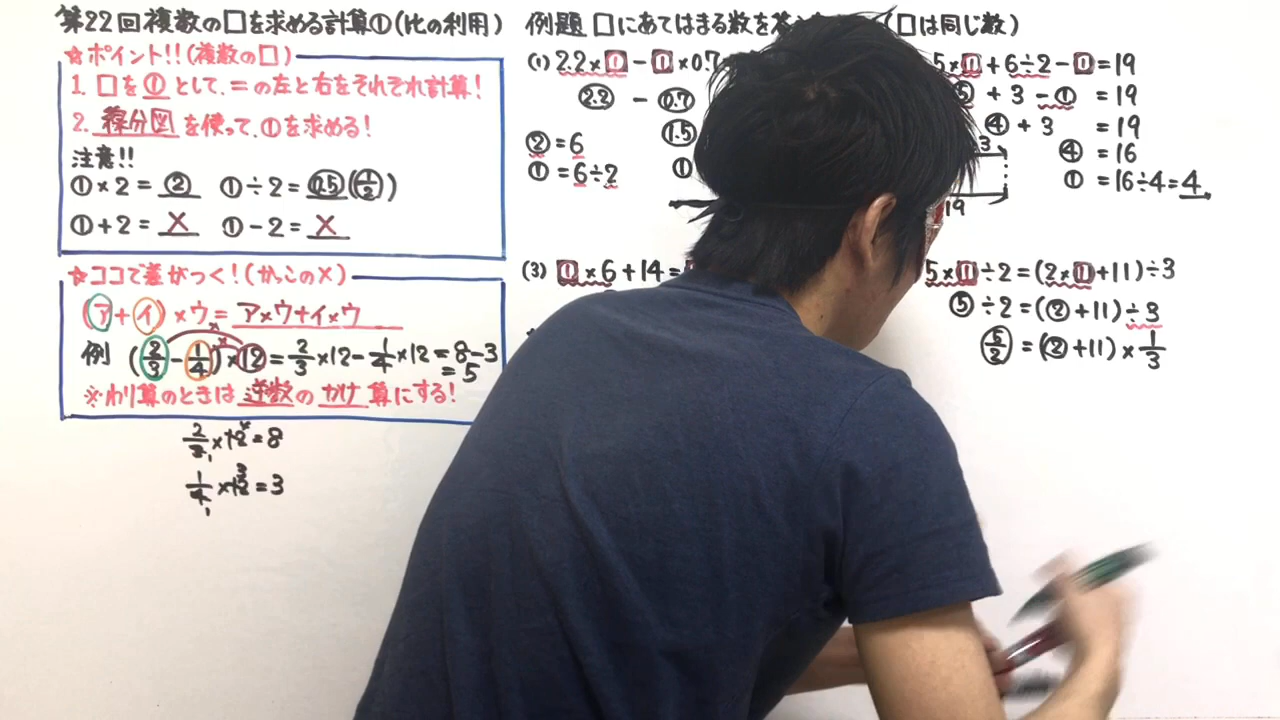 第22回 複数の□を求める計算①(比の利用)
☆ポイント!!(複数の□)
1. □を①として、=の左と右をそれぞれ計算!
2. 線分図を使って、①を求める!
注意!!
①×2=② ①÷2=0.5(1/2)
①+2=× ①-2=×
☆ココで差がつく!(かっこの×)
(ア+イ)×ウ=ア×ウ+イ×ウ
例 (2/3-1/4)×12=2/3×12-1/4×12=8-3
=5
※わり算のときは逆数のかけ算にする!
2/3×12=8
1/4×12=3
例題 □にあてはまる数を
(□は同じ数)
(1) 2.2×①-①×0.7
2.2 - 0.7
1.5
②=6
①=6÷2
①
5×①+6÷2-①=19
⑤+3-①=19
④+3 =19
④=16
①=16÷4=4
3
19
(3) ①×6+14=
5×①÷2=(2×①+11)÷3
⑤÷2=(②+11)÷3
5/2=(②+11)×1/3